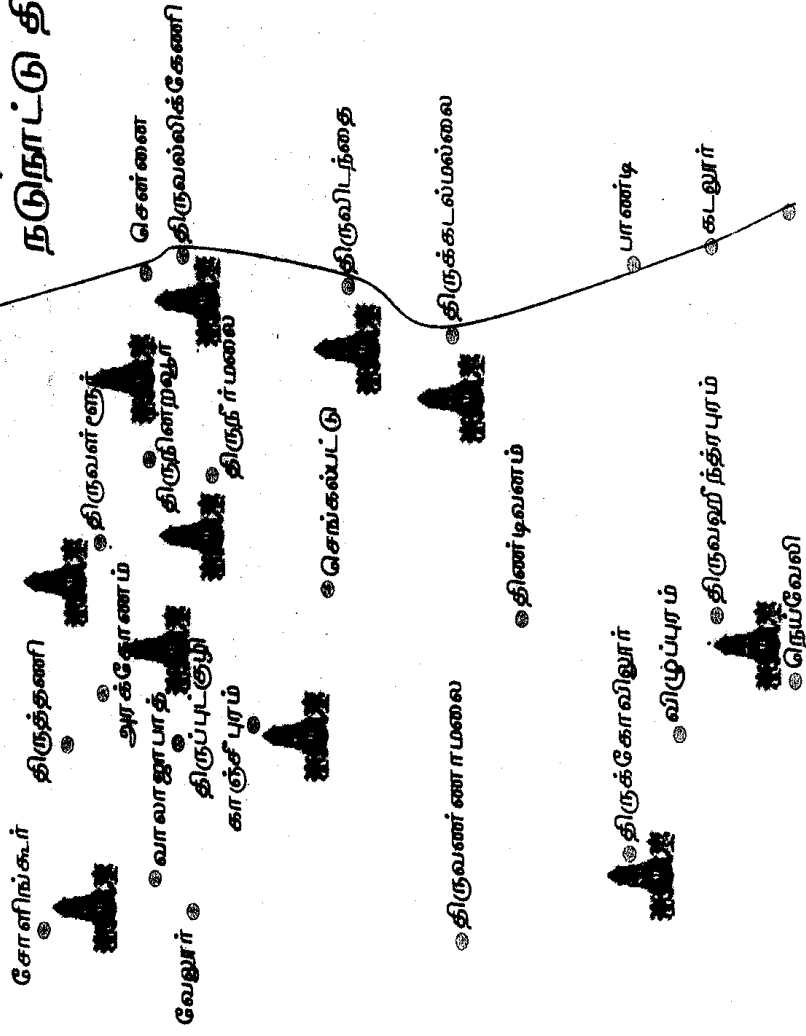 நடுநாட்டு தி
சென்னை
திருவல்லிக்கேணி
திருவிடந்தை
திருக்கடல்மல்லை
பாண்டி
கடலூர்
திருவள்ளூர்
திருநின்றவூர்
திருநீர்மலை
செங்கல்பட்டு
திண்டிவனம்
திருவஹீந்த்ரபுரம்
நெய்வேலி
திருத்தணி
அரக்கோணம்
வாலாஜாபாத்
திருப்புட்குழி
காஞ்சீபுரம்
திருவண்ணாமலை
திருக்கோவிலூர்
விழுப்புரம்
சோளிங்கூர்
வேலூர்